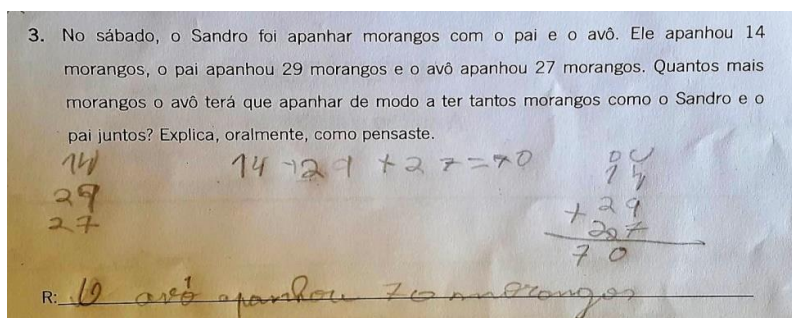 3. No sábado, o Sandro foi apanhar morangos com o pai e o avô. Ele apanhou 14
morangos, o pai apanhou 29 morangos e o avô apanhou 27 morangos. Quantos mais
morangos o avô terá que apanhar de modo a ter tantos morangos como o Sandro e o
pai juntos? Explica, oralmente, como pensaste.
14
29
27
14 + 29 + 27 = 70
DU
14
+ 29
27
70
R: O avô apanhou 70 morangos